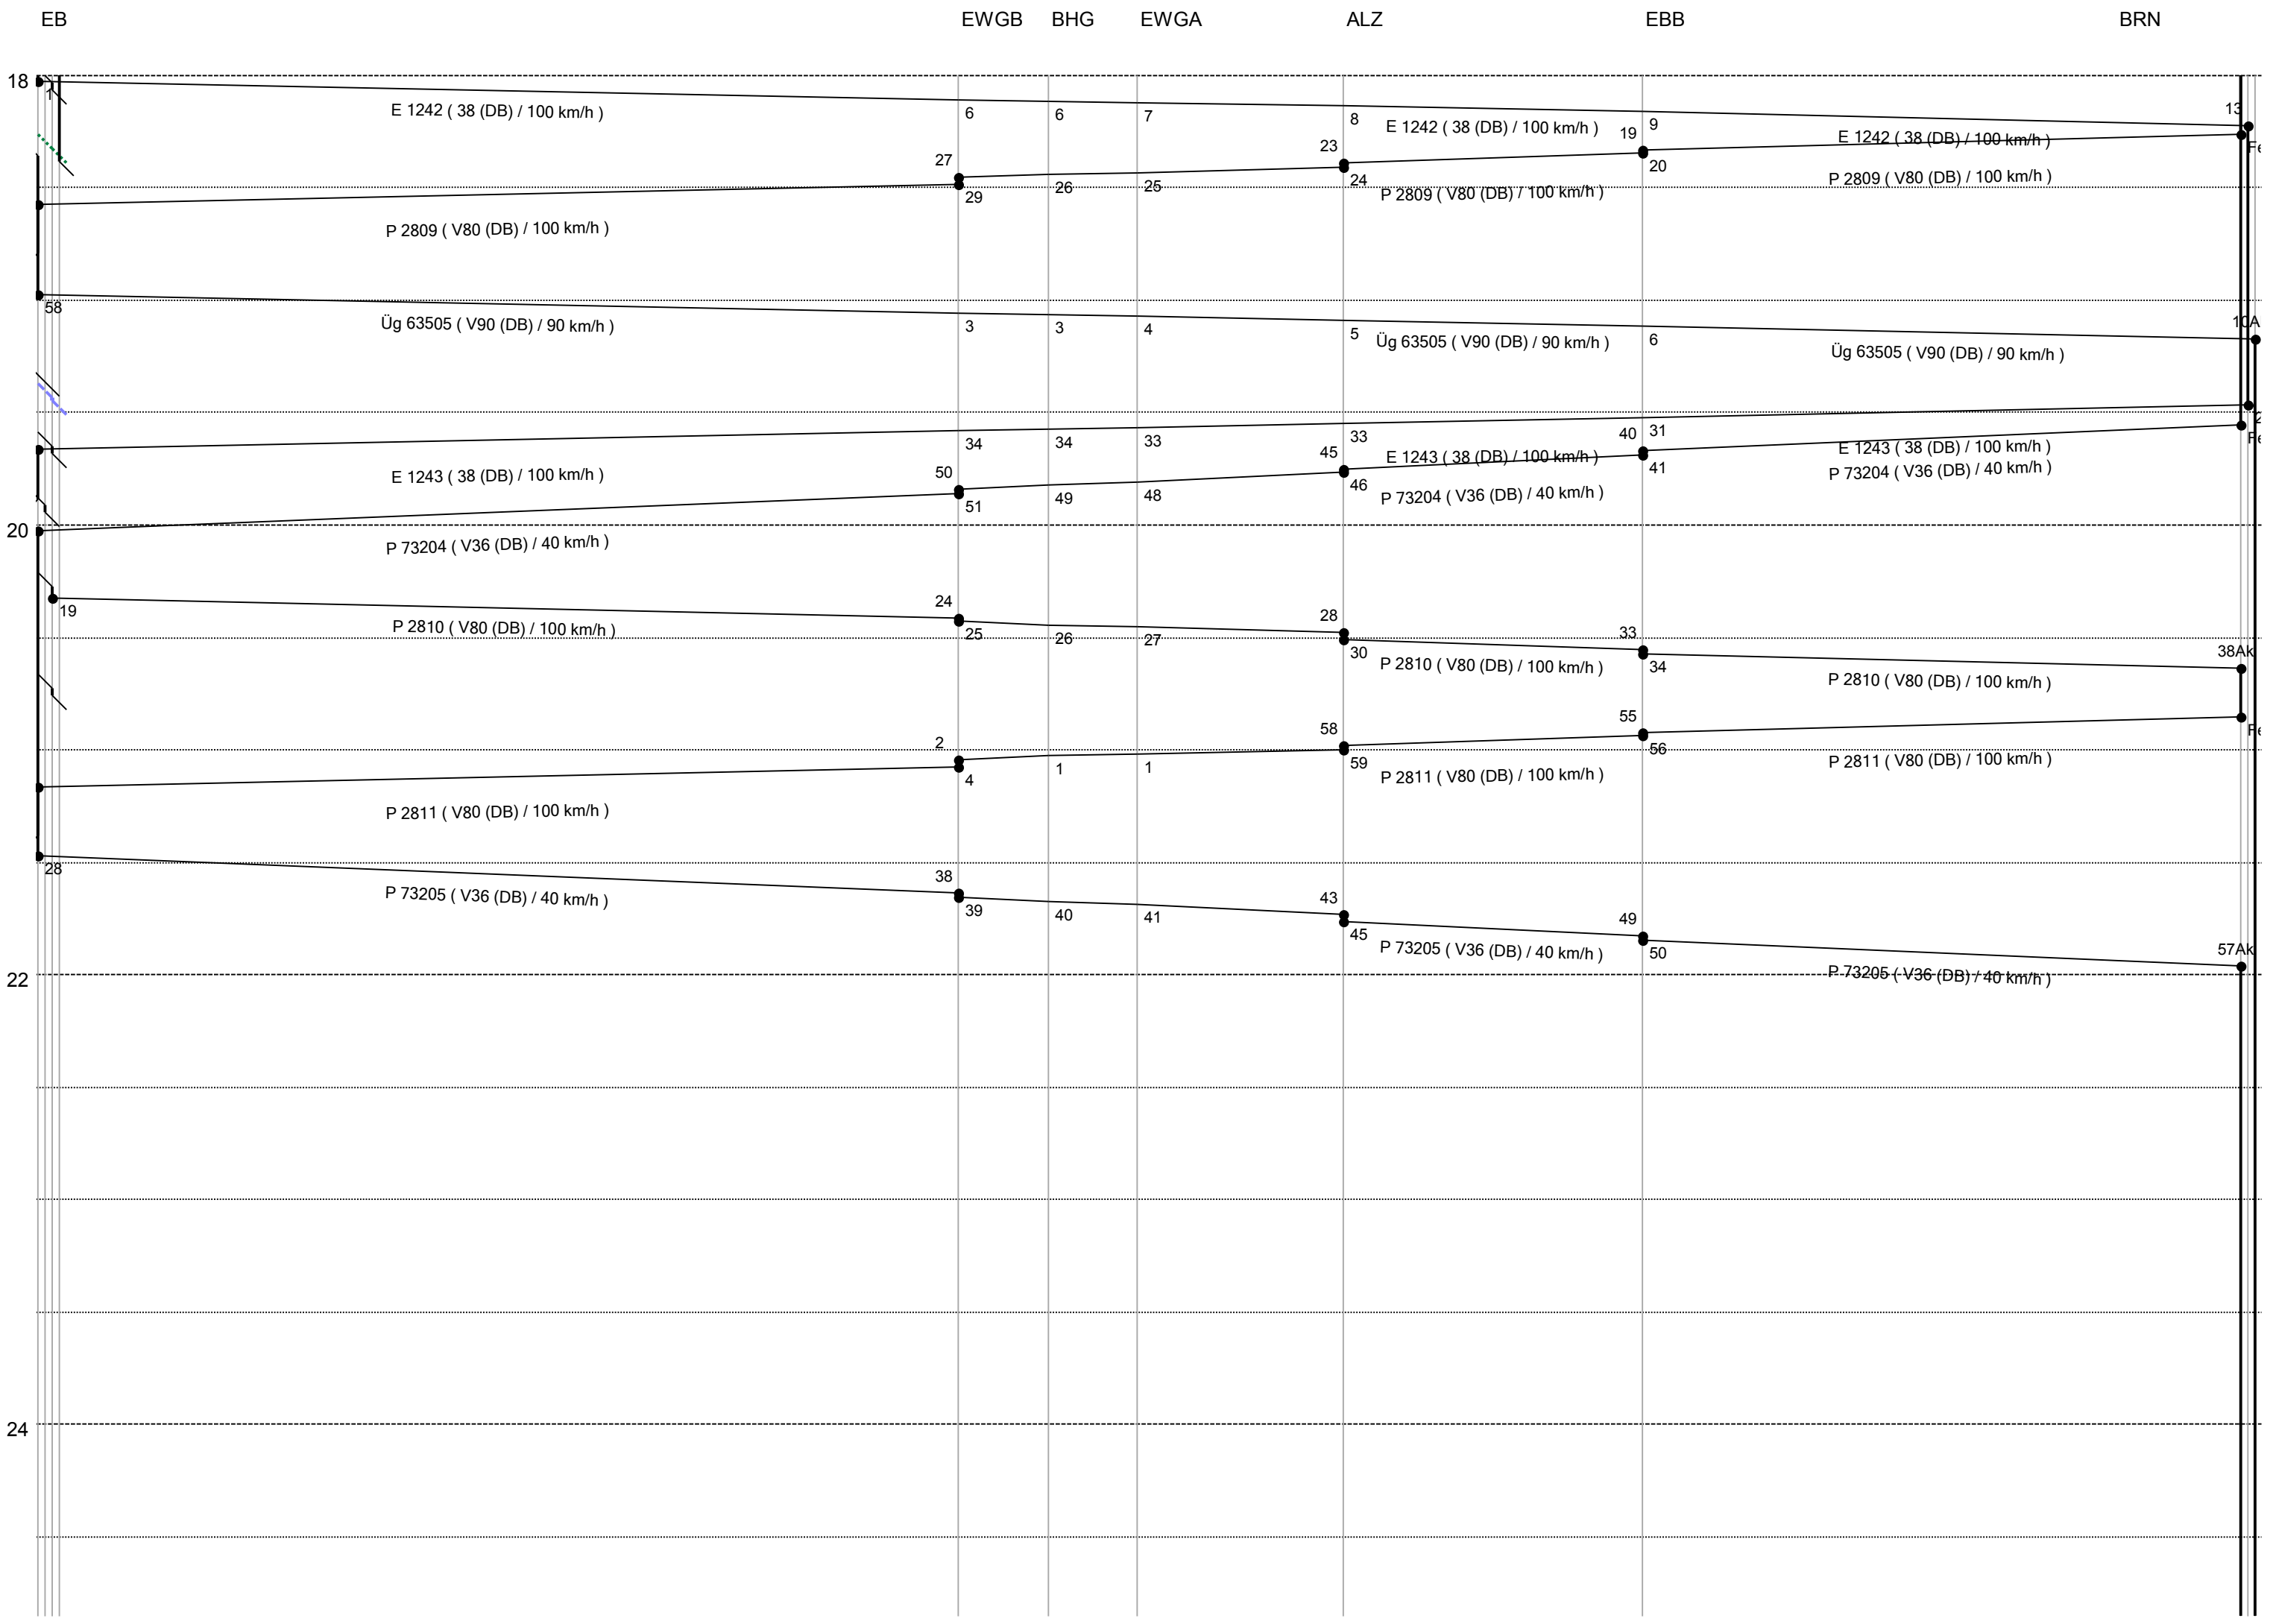 EB EWGB BHG EWGA ALZ EBB BRN
18
1
E 1242 ( 38 (DB) / 100 km/h )
6
6
7
8
E 1242 ( 38 (DB) / 100 km/h )
9
E 1242 ( 38 (DB) / 100 km/h )
13
27
29
26
25
23
24
19
20
P 2809 ( V80 (DB) / 100 km/h )
P 2809 ( V80 (DB) / 100 km/h )
P 2809 ( V80 (DB) / 100 km/h )
58
Üg 63505 ( V90 (DB) / 90 km/h )
3
3
4
5
Üg 63505 ( V90 (DB) / 90 km/h )
6
Üg 63505 ( V90 (DB) / 90 km/h )
10A
E 1243 ( 38 (DB) / 100 km/h )
34
34
33
33
E 1243 ( 38 (DB) / 100 km/h )
31
E 1243 ( 38 (DB) / 100 km/h )
50
51
49
48
45
46
40
41
P 73204 ( V36 (DB) / 40 km/h )
P 73204 ( V36 (DB) / 40 km/h )
P 73204 ( V36 (DB) / 40 km/h )
20
19
P 2810 ( V80 (DB) / 100 km/h )
24
25
26
27
28
30
P 2810 ( V80 (DB) / 100 km/h )
33
34
P 2810 ( V80 (DB) / 100 km/h )
38Ak
2
4
1
1
58
59
55
56
P 2811 ( V80 (DB) / 100 km/h )
P 2811 ( V80 (DB) / 100 km/h )
P 2811 ( V80 (DB) / 100 km/h )
28
P 73205 ( V36 (DB) / 40 km/h )
38
39
40
41
43
45
P 73205 ( V36 (DB) / 40 km/h )
49
50
P 73205 ( V36 (DB) / 40 km/h )
57Ak
22
24